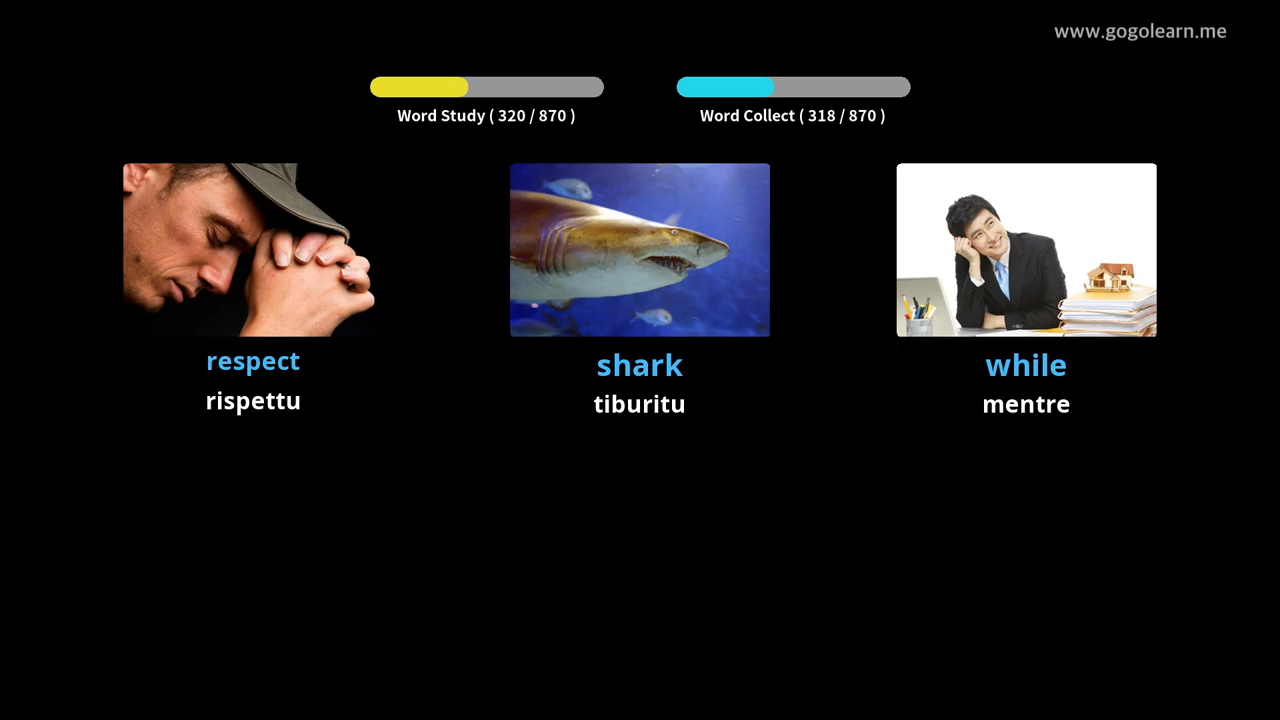 www.gogolearn.me
Word Study ( 320 / 870 )
Word Collect ( 318 / 870 )
respect
rispettu
shark
tiburitu
while
mentre